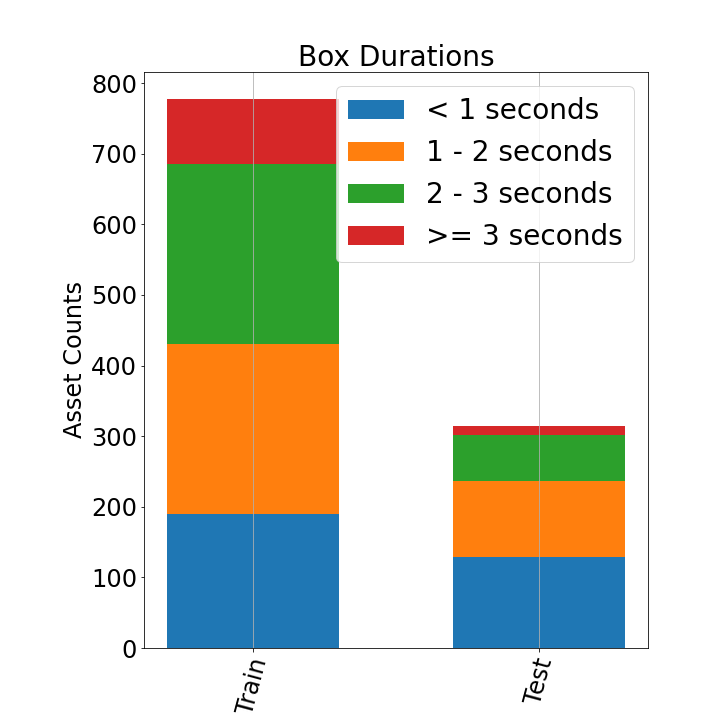 Box Durations
800
700
600
500
400
300
200
100
0
Asset Counts
< 1 seconds
1 - 2 seconds
2 - 3 seconds
>= 3 seconds
Train
Test